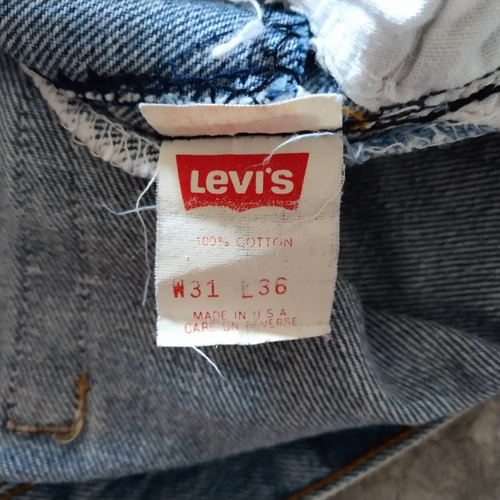 LEVI'S
100% COTTON
W31 L36
MADE IN U S A
CARE ON REVERSE